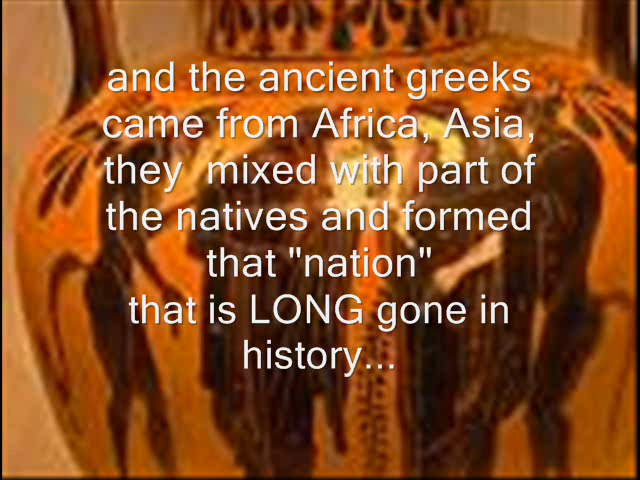 and the ancient greeks
came from Africa, Asia,
they  mixed with part of
the natives and formed
that "nation"
that is LONG gone in
history...